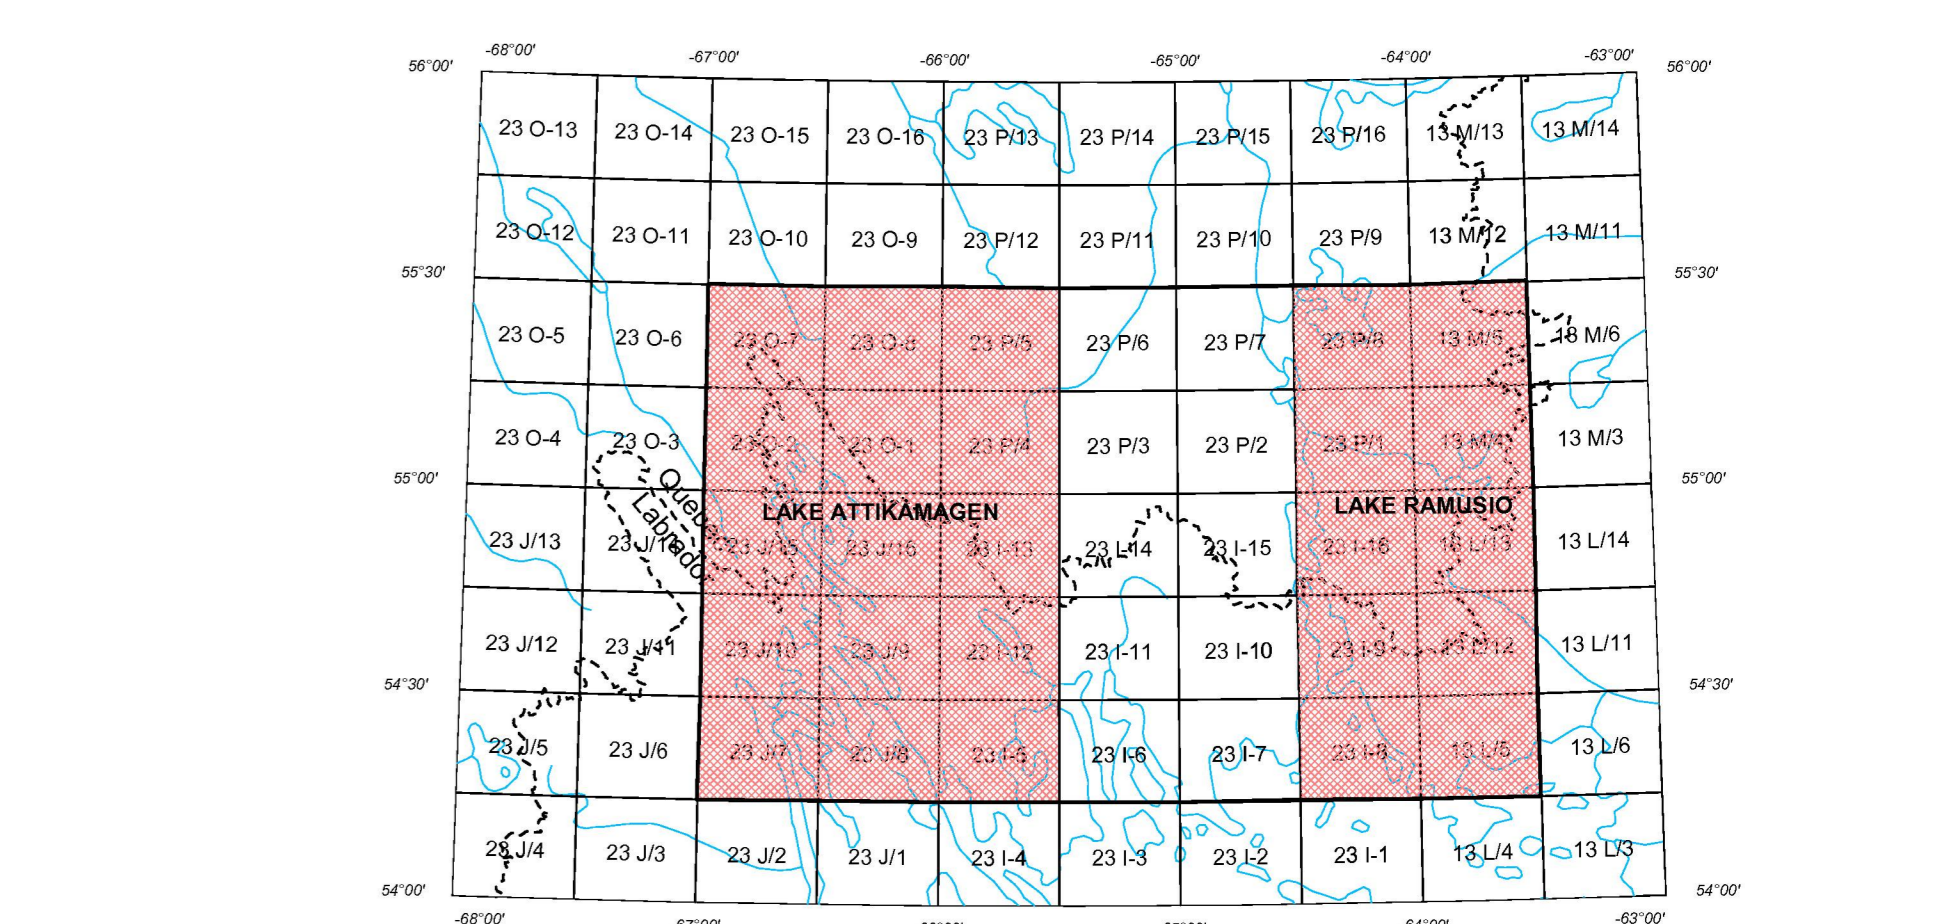 -68°00' -67°00' -66°00' -65°00' -64°00' -63°00'
56°00' 56°00'
23 O-13 23 O-14 23 O-15 23 O-16 23 P/13 23 P/14 23 P/15 23 P/16 13 M/13 13 M/14
23 O-12 23 O-11 23 O-10 23 O-9 23 P/12 23 P/11 23 P/10 23 P/9 13 M/12 13 M/11
55°30' 55°30'
23 O-5 23 O-6 23 O-7 23 O-8 23 P/5 23 P/6 23 P/7 23 P/8 13 M/5 13 M/6
23 O-4 23 O-3 23 O-2 23 O-1 23 P/4 23 P/3 23 P/2 23 P/1 13 M/4 13 M/3
55°00' 55°00'
Quebec
Labrador
LAKE ATTIKAMAGEN LAKE RAMUSIO
23 J/13 23 J/14 23 J/15 23 J/16 23 I-13 23 I-14 23 I-15 23 I-16 13 L/13 13 L/14
23 J/12 23 J/11 23 J/10 23 J/9 23 I-12 23 I-11 23 I-10 23 I-9 13 L/12 13 L/11
54°30' 54°30'
23 J/5 23 J/6 23 J/7 23 J/8 23 I-5 23 I-6 23 I-7 23 I-8 13 L/5 13 L/6
23 J/4 23 J/3 23 J/2 23 J/1 23 I-4 23 I-3 23 I-2 23 I-1 13 L/4 13 L/3
54°00' 54°00'
-68°00' -63°00'